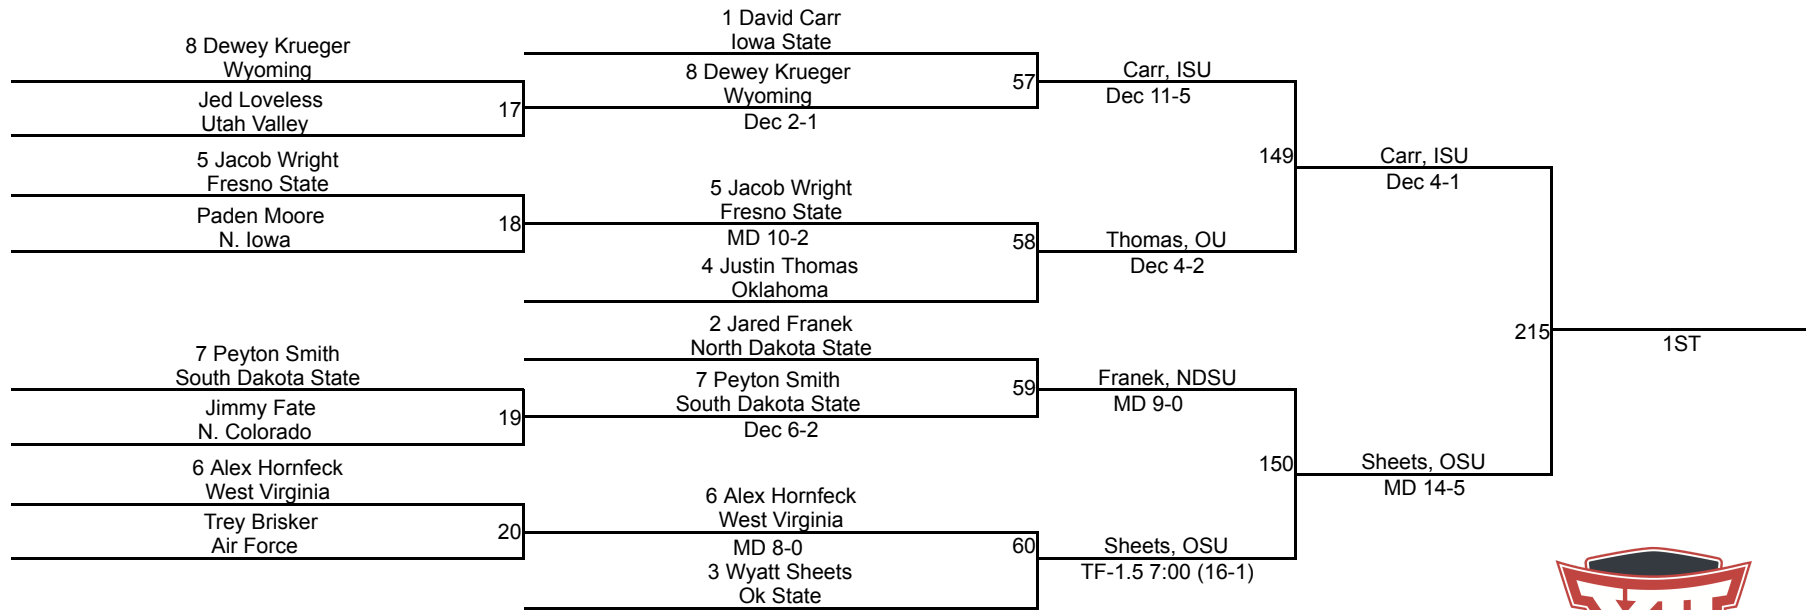 8 Dewey Krueger
Wyoming
Jed Loveless
Utah Valley
17
5 Jacob Wright
Fresno State
Paden Moore
N. Iowa
18
7 Peyton Smith
South Dakota State
Jimmy Fate
N. Colorado
19
6 Alex Hornfeck
West Virginia
Trey Brisker
Air Force
20
1 David Carr
Iowa State
8 Dewey Krueger
Wyoming
Dec 2-1
57
5 Jacob Wright
Fresno State
MD 10-2
4 Justin Thomas
Oklahoma
58
2 Jared Franek
North Dakota State
7 Peyton Smith
South Dakota State
Dec 6-2
59
6 Alex Hornfeck
West Virginia
MD 8-0
3 Wyatt Sheets
Ok State
60
Carr, ISU
Dec 11-5
149
Thomas, OU
Dec 4-2
Franek, NDSU
MD 9-0
150
Sheets, OSU
TF-1.5 7:00 (16-1)
Carr, ISU
Dec 4-1
215
Sheets, OSU
MD 14-5
1ST